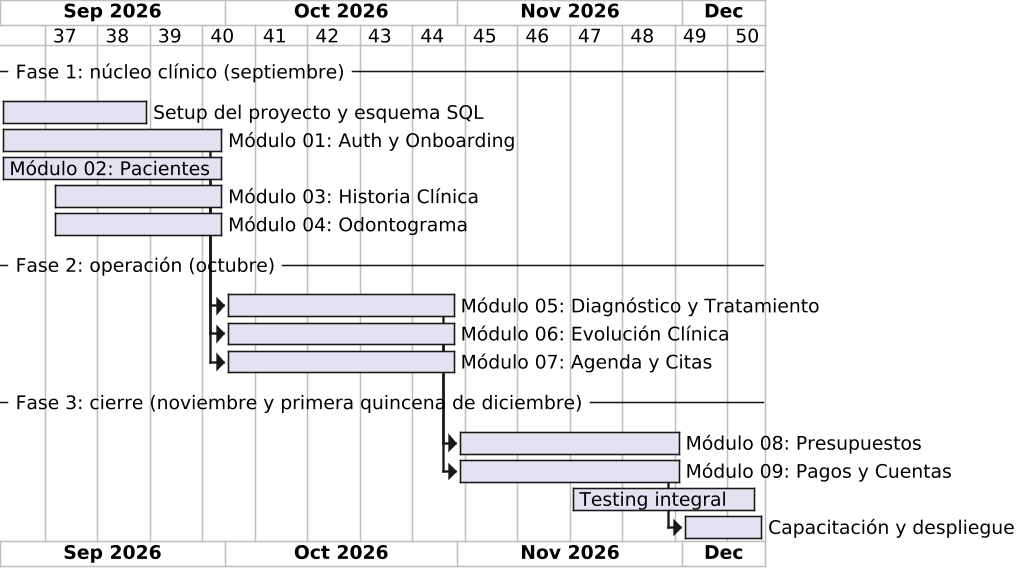 Sep 2026 Oct 2026 Nov 2026 Dec
37 38 39 40 41 42 43 44 45 46 47 48 49 50
Fase 1: núcleo clínico (septiembre)
Setup del proyecto y esquema SQL
Módulo 01: Auth y Onboarding
Módulo 02: Pacientes
Módulo 03: Historia Clínica
Módulo 04: Odontograma
Fase 2: operación (octubre)
Módulo 05: Diagnóstico y Tratamiento
Módulo 06: Evolución Clínica
Módulo 07: Agenda y Citas
Fase 3: cierre (noviembre y primera quincena de diciembre)
Módulo 08: Presupuestos
Módulo 09: Pagos y Cuentas
Testing integral
Capacitación y despliegue
Sep 2026 Oct 2026 Nov 2026 Dec